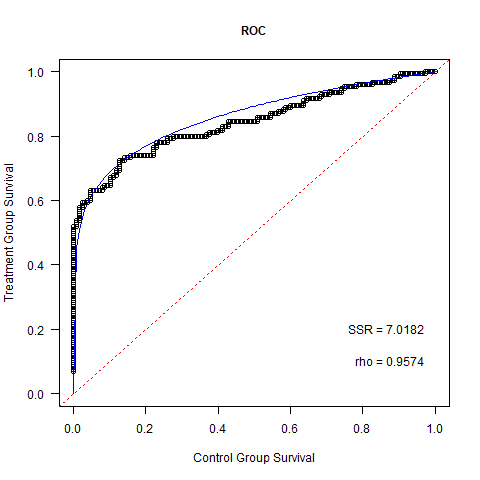 ROC
Treatment Group Survival
1.0
0.8
0.6
0.4
0.2
0.0
SSR = 7.0182
rho = 0.9574
0.0 0.2 0.4 0.6 0.8 1.0
Control Group Survival